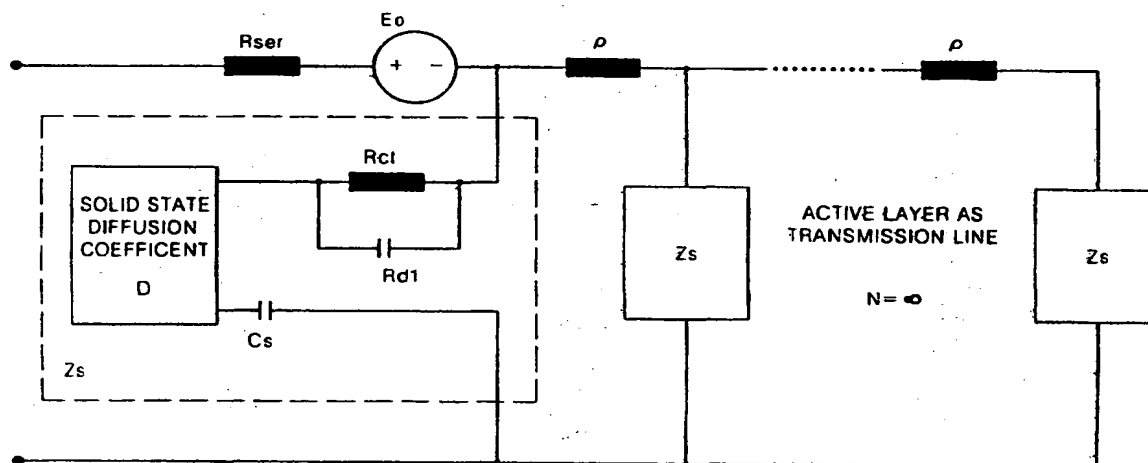 Eo
Rser
ρ
ρ
+ -
Rct
SOLID STATE
DIFFUSION
COEFFICENT
D
Rd1
Cs
Zs
Zs
ACTIVE LAYER AS
TRANSMISSION LINE
N=∞
Zs